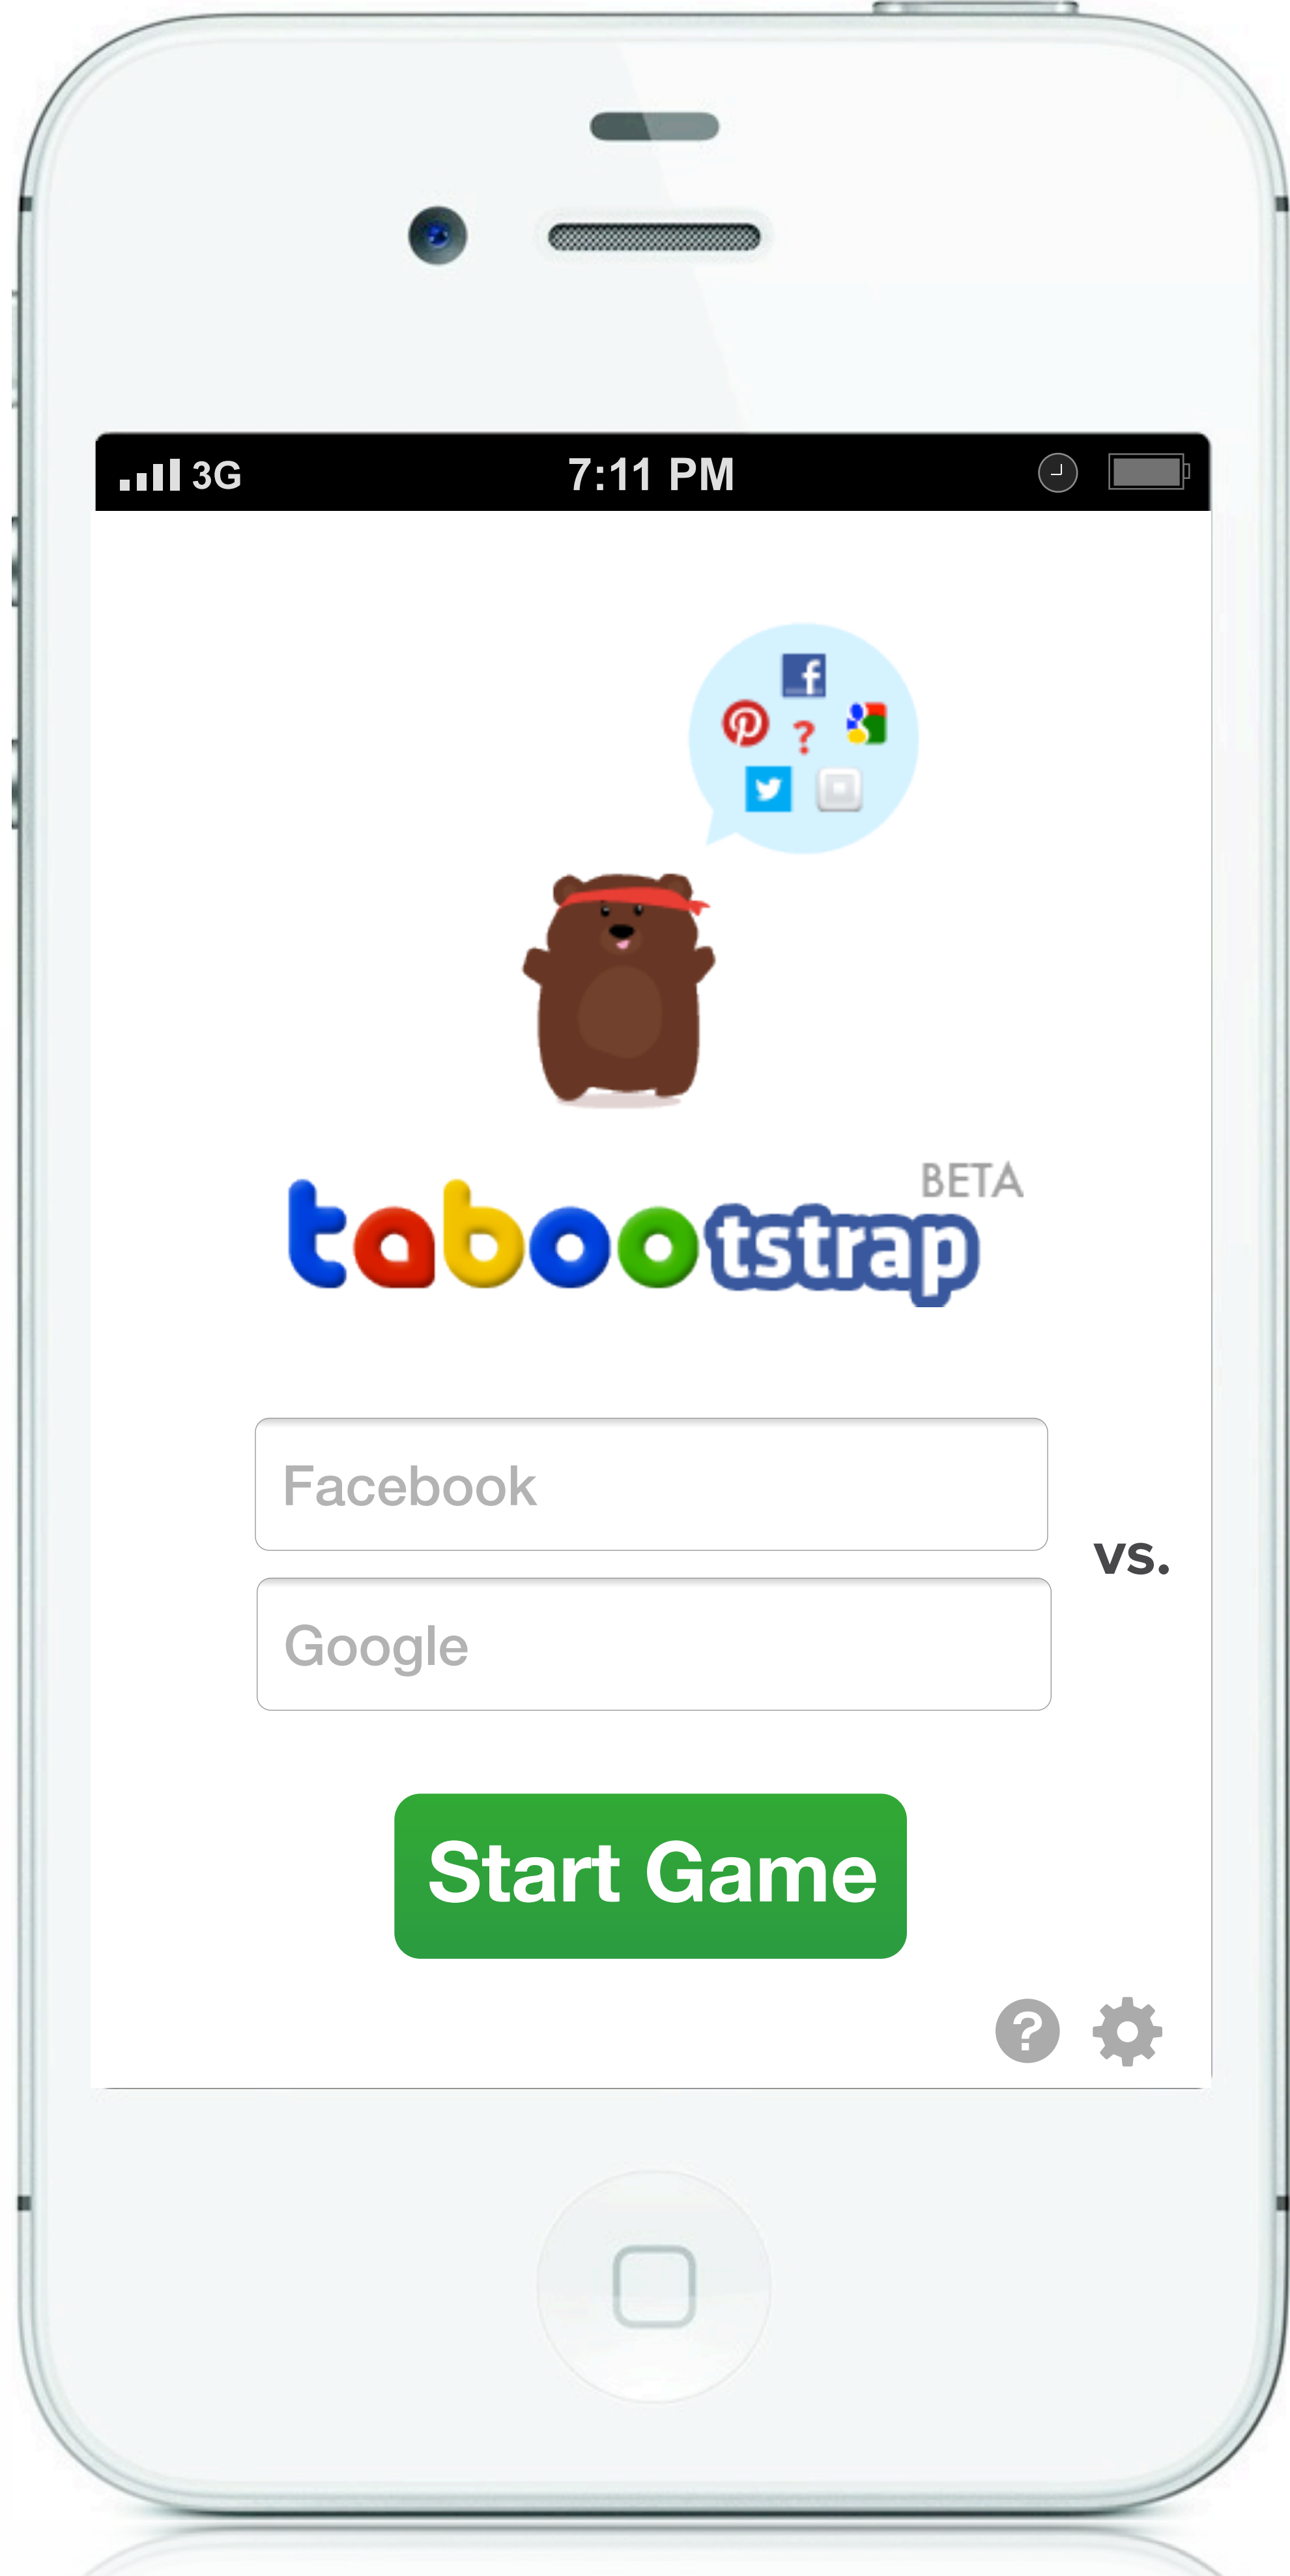 3G 7:11 PM
?
BETA
tabootstrap
Facebook
vs.
Google
Start Game
?